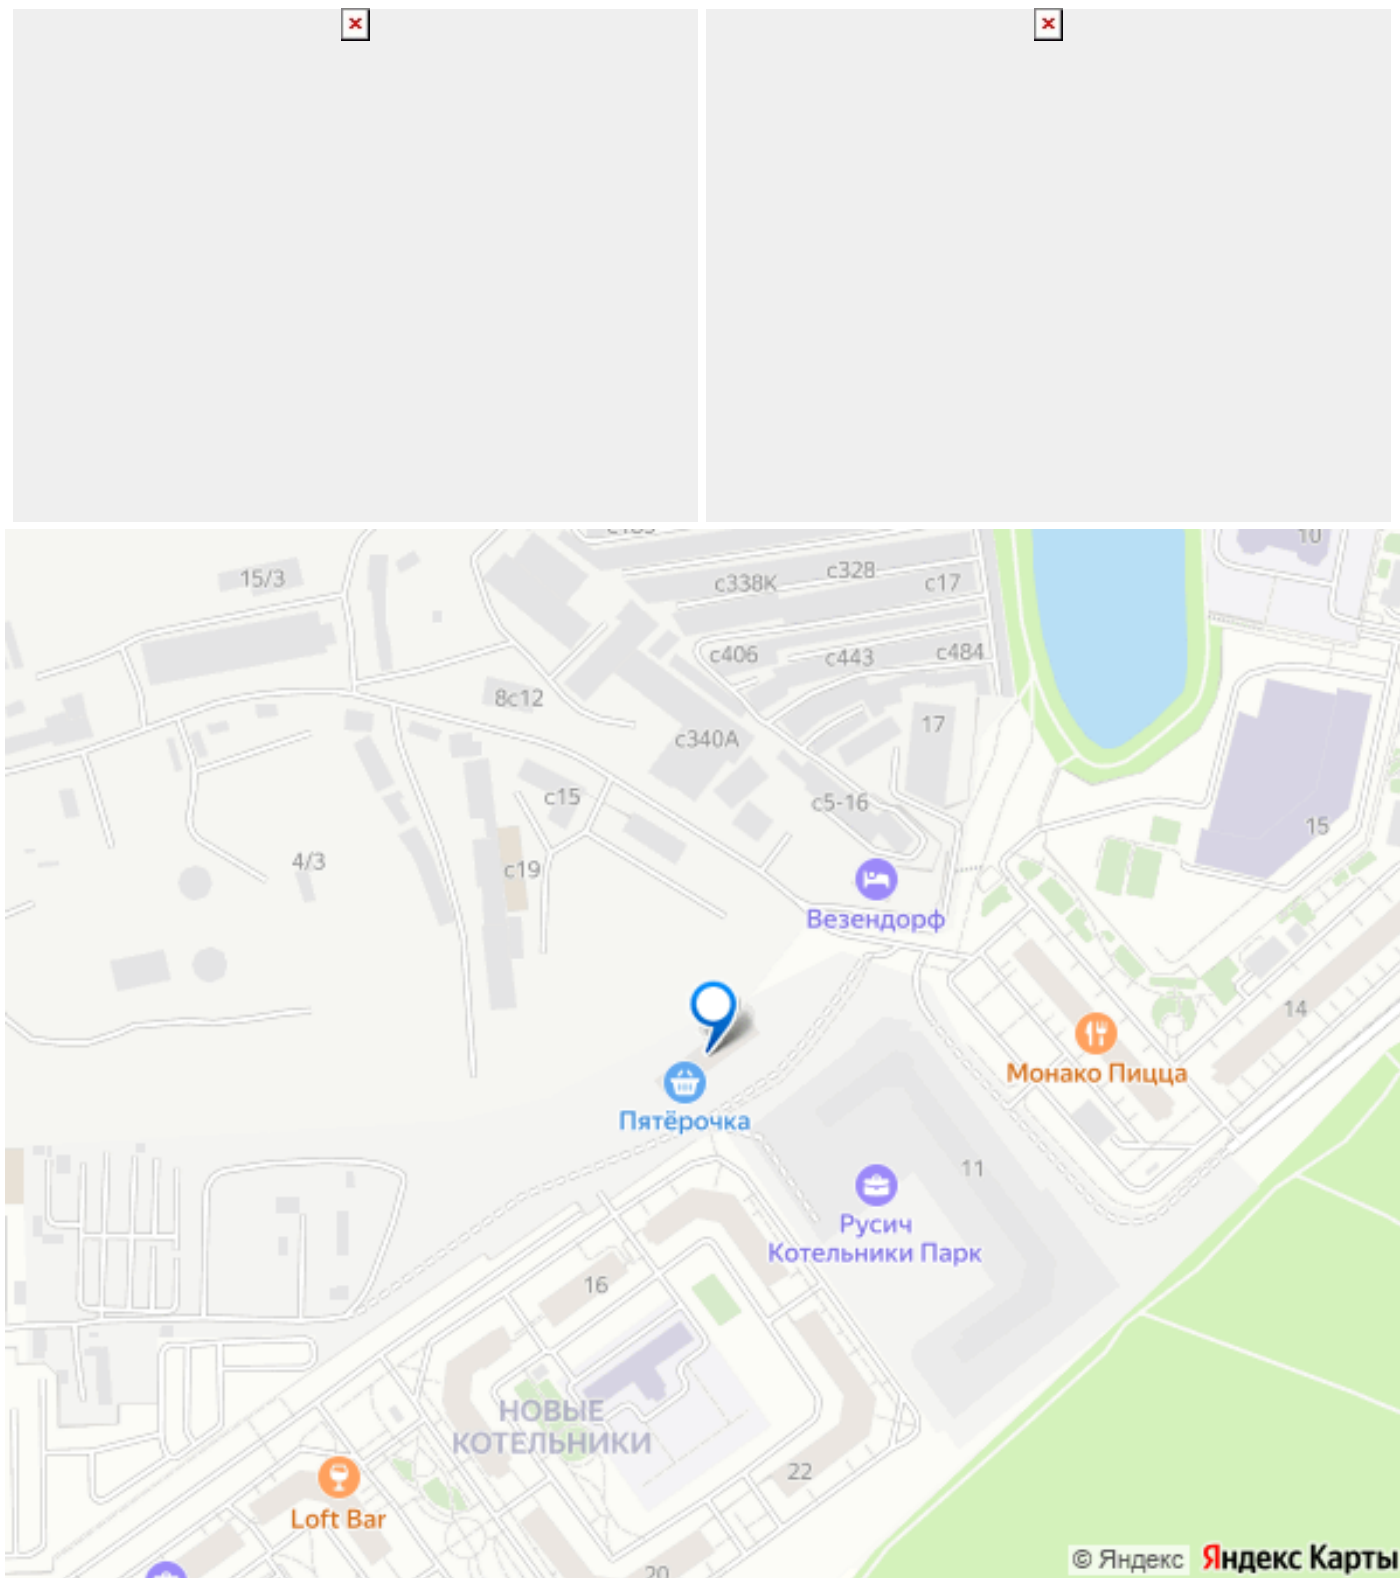 10
15/3
с338К
с328
с17
с406
с443
с484
8с12
с340А
17
с15
с5-16
15
4/3
с19
Везендорф
14
Монако Пицца
Пятёрочка
11
Русич
Котельники Парк
16
НОВЫЕ
КОТЕЛЬНИКИ
22
Loft Bar
20
© Яндекс Яндекс Карты